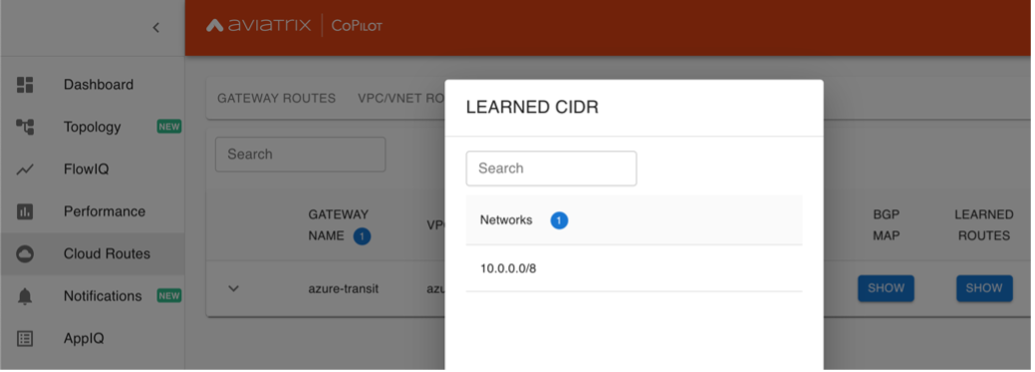 AVIATRIX | COPILOT
Dashboard
Topology NEW
FlowIQ
Performance
Cloud Routes
Notifications NEW
AppIQ
GATEWAY ROUTES VPC/VNET RO
Search
GATEWAY
NAME 1
VPC
BGP
MAP
LEARNED
ROUTES
azure-transit
azu
SHOW
SHOW
LEARNED CIDR
Search
Networks 1
10.0.0.0/8